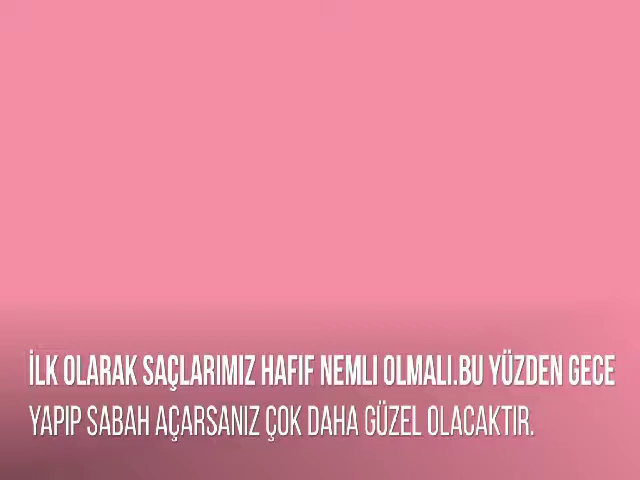 İLK OLARAK SAÇLARIMIZ HAFIF NEMLI OLMALI.BU YÜZDEN GECE
YAPIP SABAH AÇARSANIZ ÇOK DAHA GÜZEL OLACAKTIR.